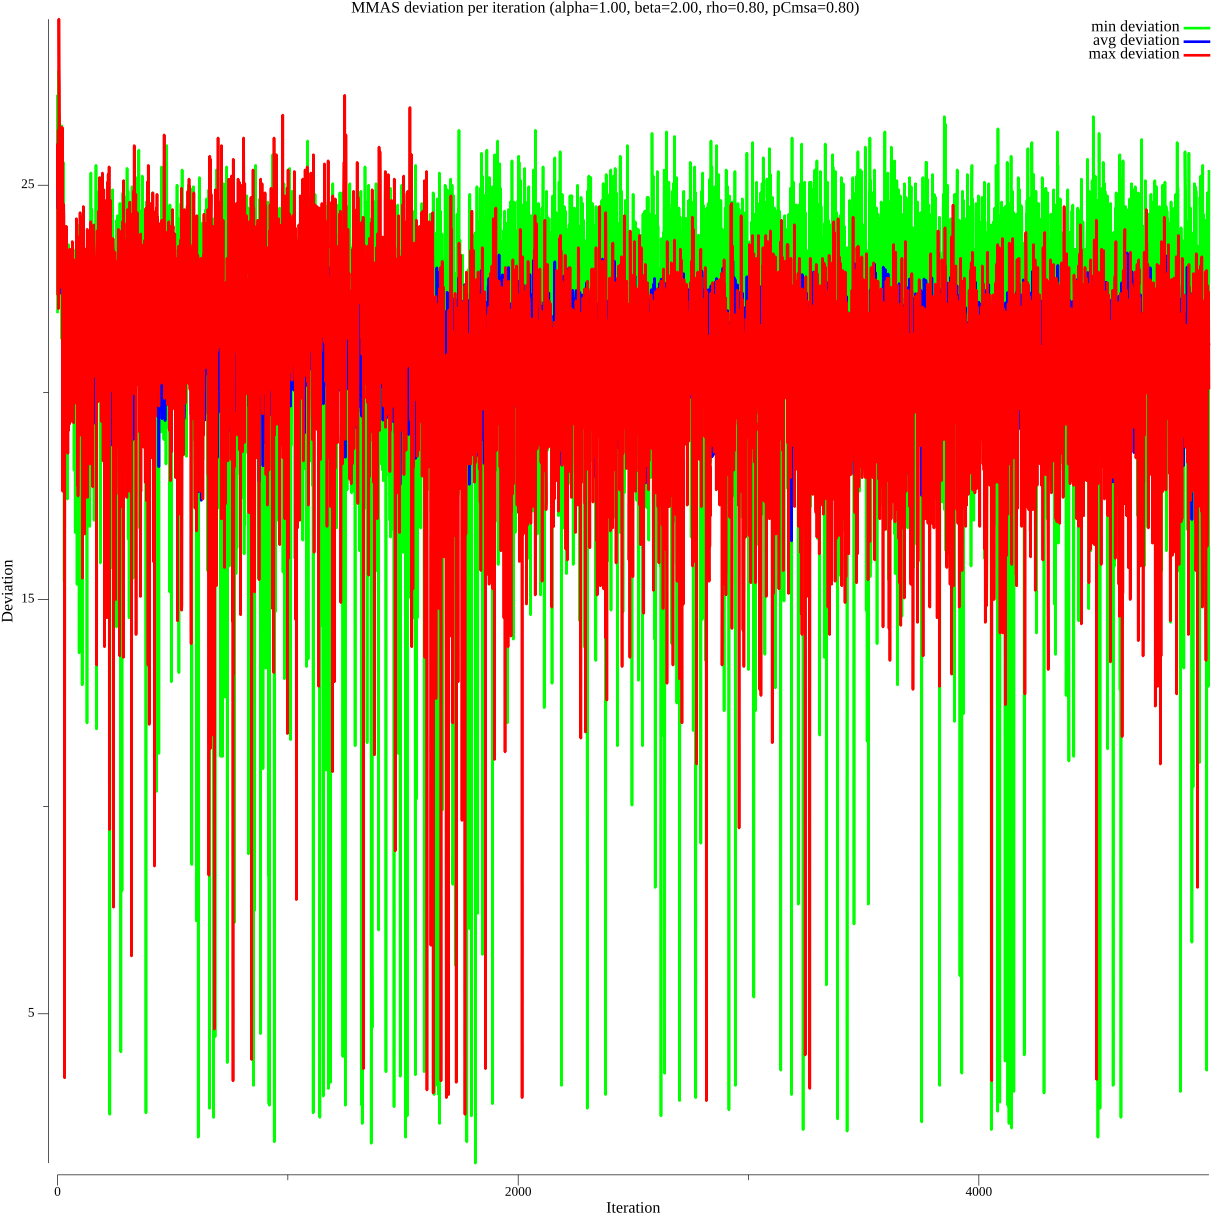 MMAS deviation per iteration (alpha=1.00, beta=2.00, rho=0.80, pCmsa=0.80)
min deviation
avg deviation
max deviation
25
15
5
Deviation
0
2000
4000
Iteration